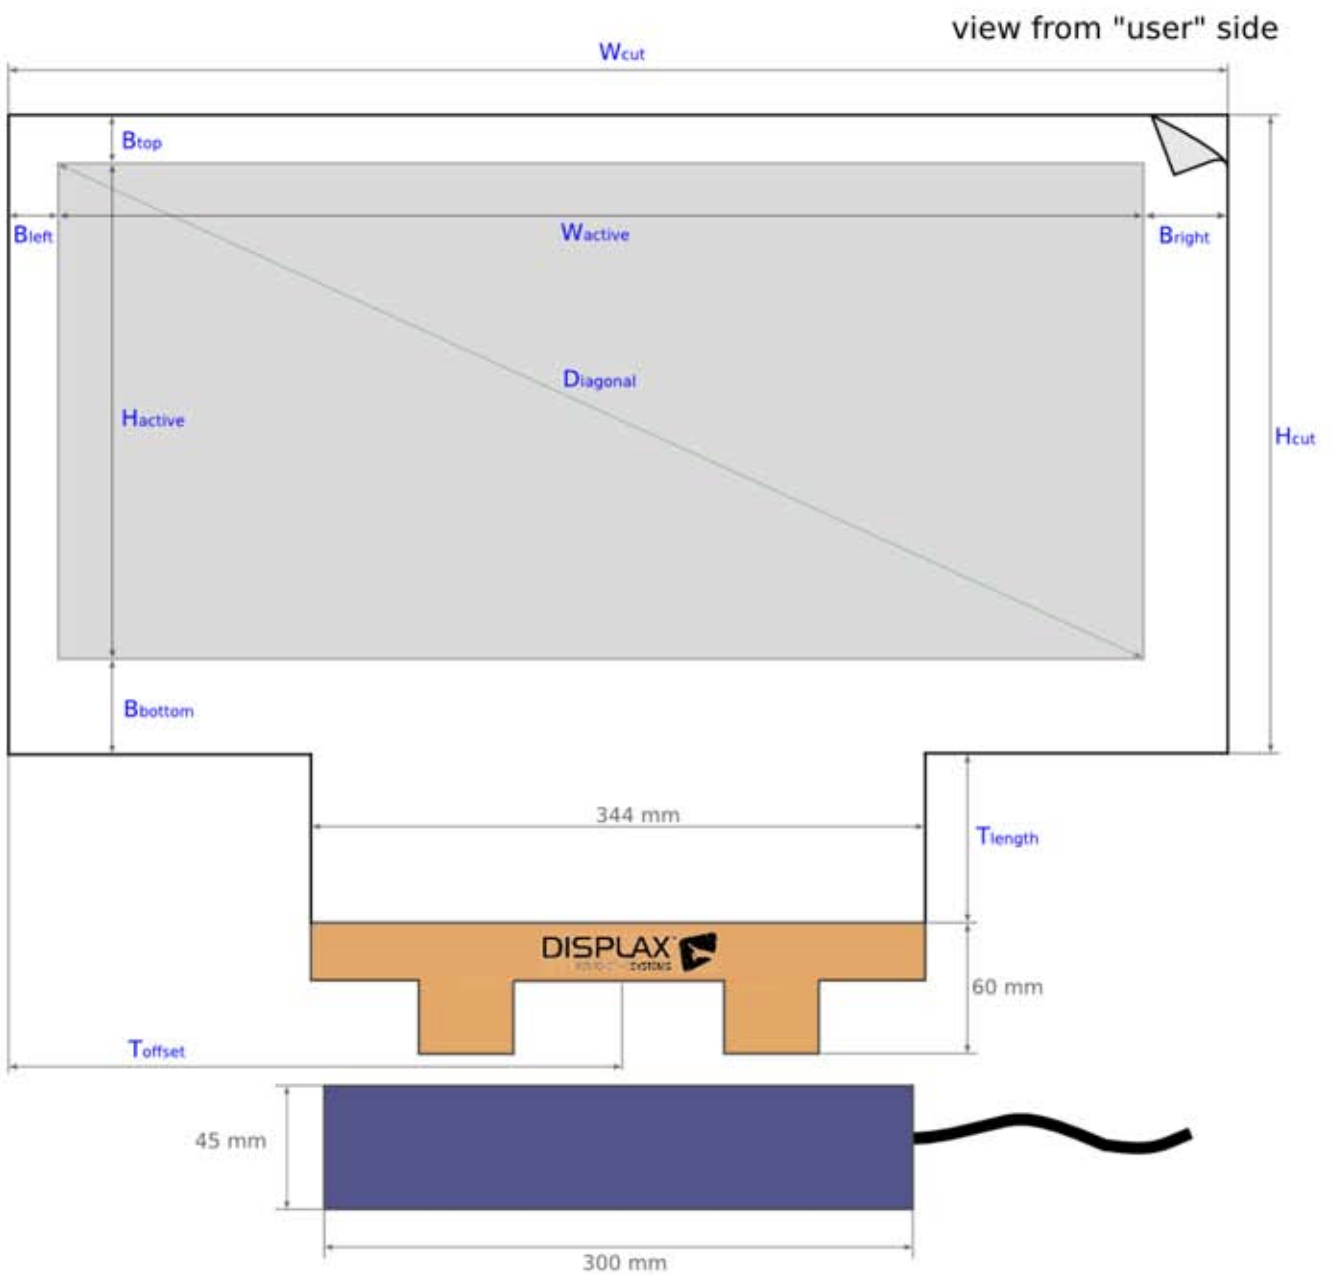 view from "user" side
Wcut
Btop
Bleft
Wactive
Bright
Diagonal
Hactive
Hcut
Bbottom
344 mm
Tlength
DISPLAX
SYSTEMS
60 mm
Toffset
45 mm
300 mm